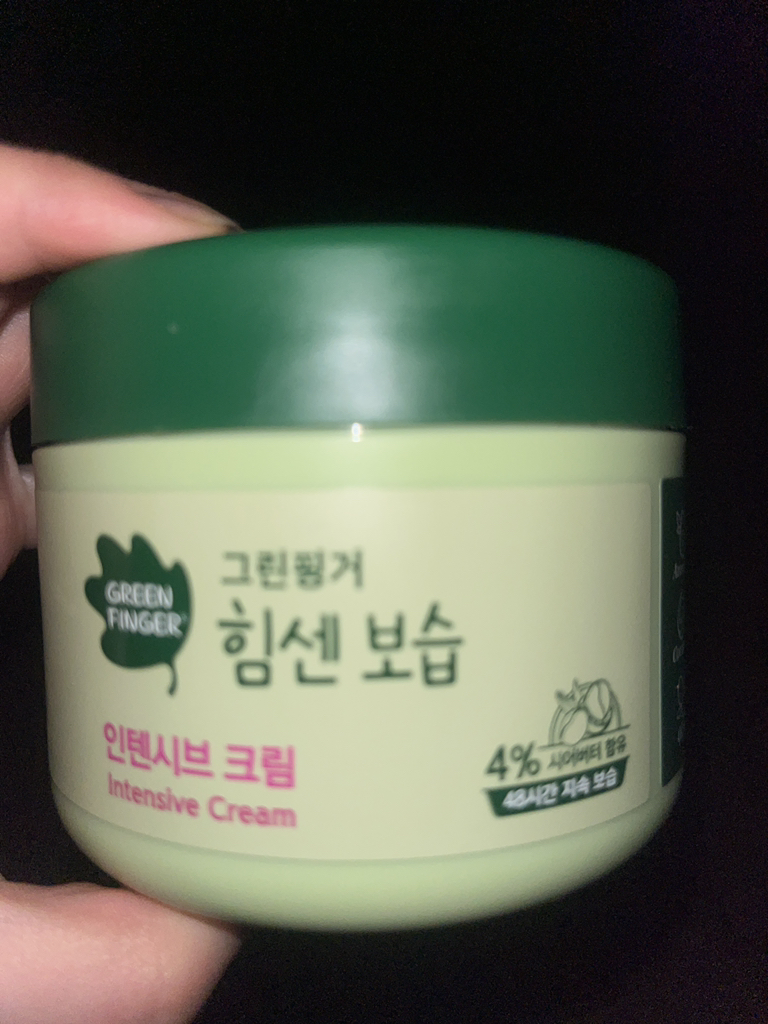 GREEN
FINGER
그린핑거
힘센 보습
인텐시브 크림
Intensive Cream
4% 시어버터 함유
48시간 지속 보습